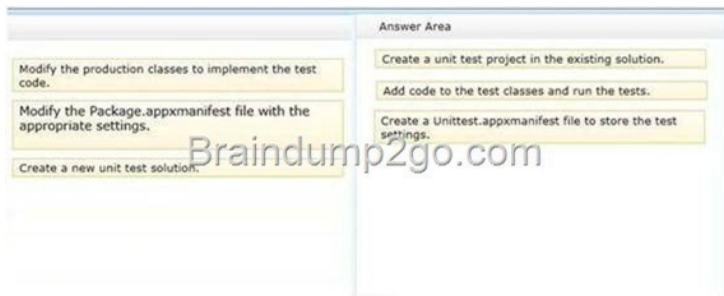 Answer Area
Modify the production classes to implement the test
code.
Modify the Package.appxmanifest file with the
appropriate settings.
Create a new unit test solution.
Create a unit test project in the existing solution.
Add code to the test classes and run the tests.
Create a Unittest.appxmanifest file to store the test
settings.
Braindump2go.com